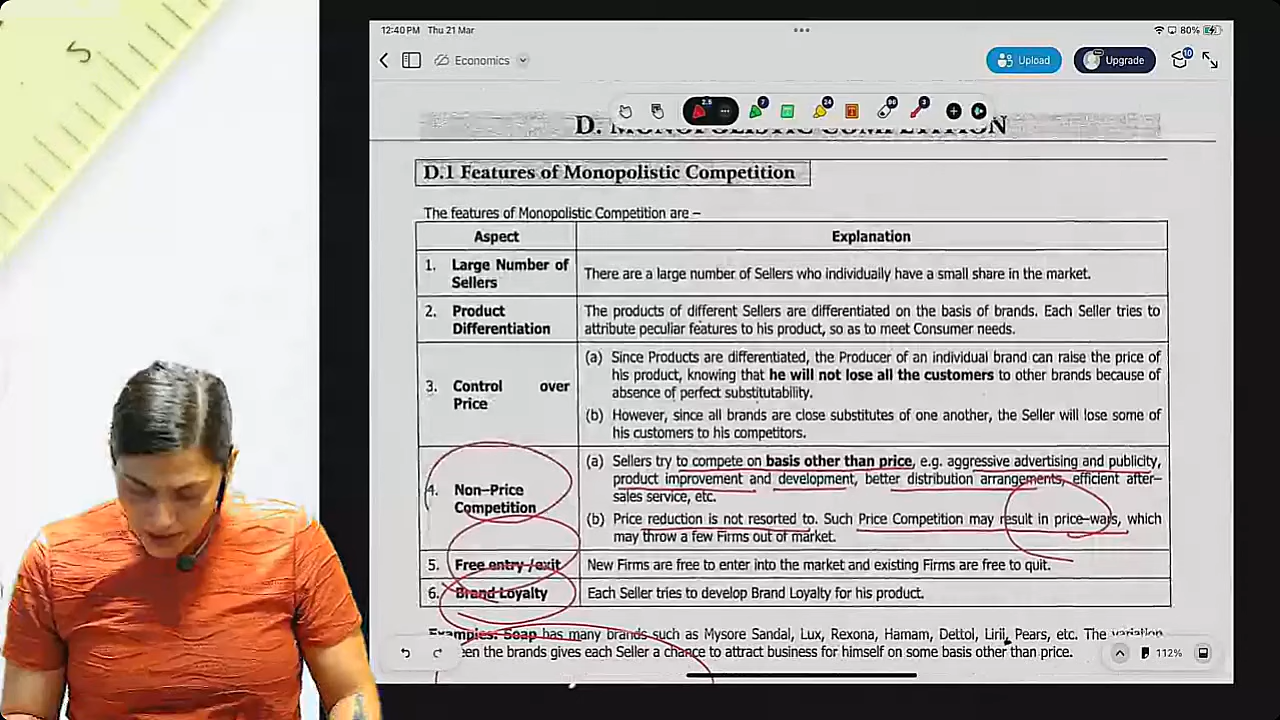 5
12:40 PM Thu 21 Mar
80%
Economics
Upload
Upgrade
10
2.5
7
24
98
3
D. MONOPOLISTIC COMPETITION
D.1 Features of Monopolistic Competition
The features of Monopolistic Competition are –
Aspect Explanation
1. Large Number of Sellers
There are a large number of Sellers who individually have a small share in the market.
2. Product Differentiation
The products of different Sellers are differentiated on the basis of brands. Each Seller tries to
attribute peculiar features to his product, so as to meet Consumer needs.
3. Control over Price
(a) Since Products are differentiated, the Producer of an individual brand can raise the price of
his product, knowing that he will not lose all the customers to other brands because of
absence of perfect substitutability.
(b) However, since all brands are close substitutes of one another, the Seller will lose some of
his customers to his competitors.
4. Non–Price Competition
(a) Sellers try to compete on basis other than price, e.g. aggressive advertising and publicity,
product improvement and development, better distribution arrangements, efficient after–
sales service, etc.
(b) Price reduction is not resorted to. Such Price Competition may result in price–wars, which
may throw a few Firms out of market.
5. Free entry /exit New Firms are free to enter into the market and existing Firms are free to quit.
6. Brand Loyalty Each Seller tries to develop Brand Loyalty for his product.
Examples: Soap has many brands such as Mysore Sandal, Lux, Rexona, Hamam, Dettol, Liril, Pears, etc. The variation
een the brands gives each Seller a chance to attract business for himself on some basis other than price.
112%